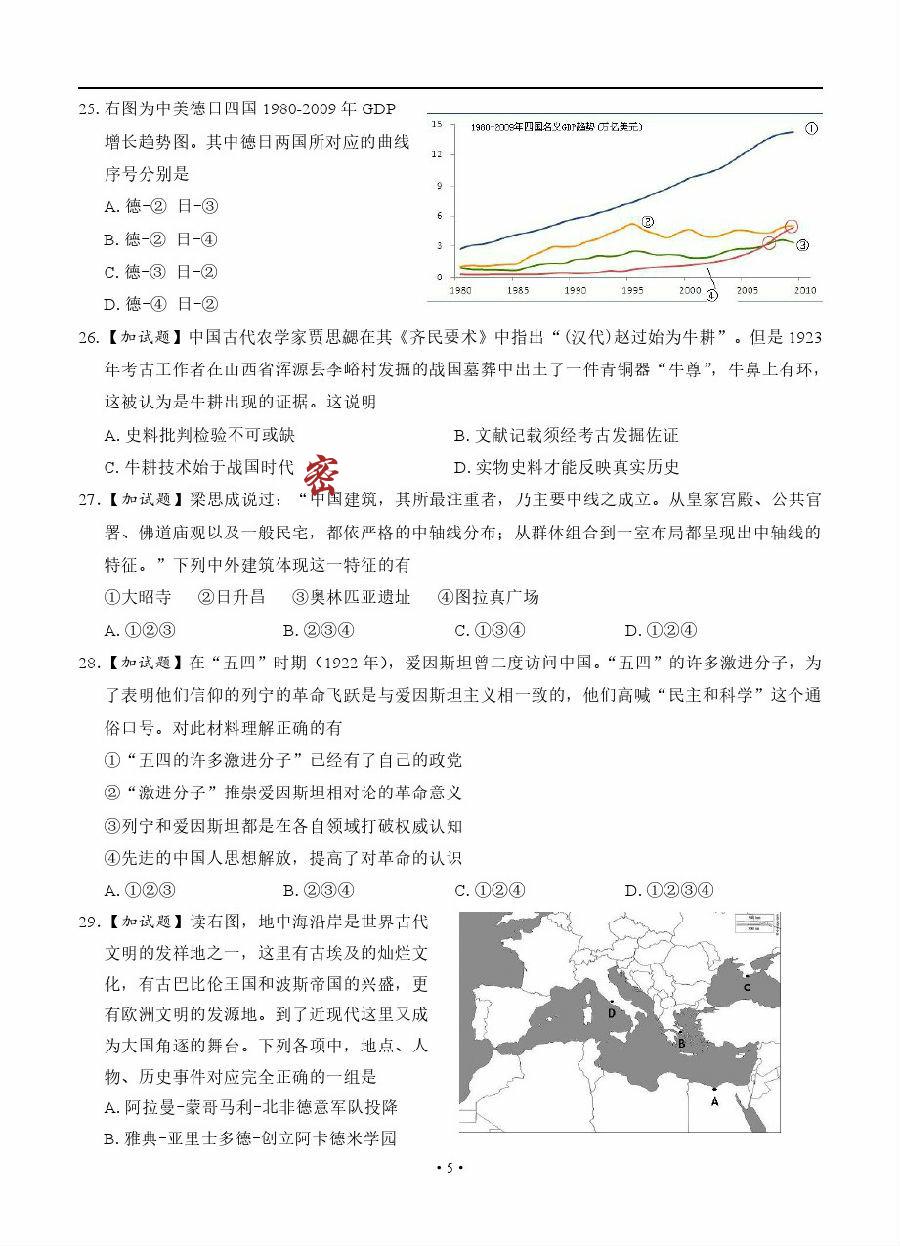 25. 右图为中美德日四国 1980-2009 年 GDP
增长趋势图。其中德日两国所对应的曲线
序号分别是
A. 德-② 日-③
B. 德-② 日-④
C. 德-③ 日-②
D. 德-④ 日-②
1980-2009年四国名义GDP趋势 (万亿美元)
15
12
9
6
3
0
1980 1985 1990 1995 2000 2005 2010
①
②
③
④
26. 【加试题】中国古代农学家贾思勰在其《齐民要术》中指出“(汉代)赵过始为牛耕”。但是 1923
年考古工作者在山西省浑源县李峪村发掘的战国墓葬中出土了一件青铜器“牛尊”，牛鼻上有环，
这被认为是牛耕出现的证据。这说明
A. 史料批判检验不可或缺 B. 文献记载须经考古发掘佐证
C. 牛耕技术始于战国时代 D. 实物史料才能反映真实历史
密
27. 【加试题】梁思成说过：“中国建筑，其所最注重者，乃主要中线之成立。从皇家宫殿、公共官
署、佛道庙观以及一般民宅，都依严格的中轴线分布；从群体组合到一室布局都呈现出中轴线的
特征。”下列中外建筑体现这一特征的有
①大昭寺 ②日升昌 ③奥林匹亚遗址 ④图拉真广场
A. ①②③ B. ②③④ C. ①③④ D. ①②④
28. 【加试题】在“五四”时期（1922 年），爱因斯坦曾二度访问中国。“五四”的许多激进分子，为
了表明他们信仰的列宁的革命飞跃是与爱因斯坦主义相一致的，他们高喊“民主和科学”这个通
俗口号。对此材料理解正确的有
①“五四的许多激进分子”已经有了自己的政党
②“激进分子”推崇爱因斯坦相对论的革命意义
③列宁和爱因斯坦都是在各自领域打破权威认知
④先进的中国人思想解放，提高了对革命的认识
A. ①②③ B. ②③④ C. ①②④ D. ①②③④
29. 【加试题】读右图，地中海沿岸是世界古代
文明的发祥地之一，这里有古埃及的灿烂文
化，有古巴比伦王国和波斯帝国的兴盛，更
有欧洲文明的发源地。到了近现代这里又成
为大国角逐的舞台。下列各项中，地点、人
物、历史事件对应完全正确的一组是
A. 阿拉曼-蒙哥马利-北非德意军队投降
B. 雅典-亚里士多德-创立阿卡德米学园
C
D
B
A
• 5 •